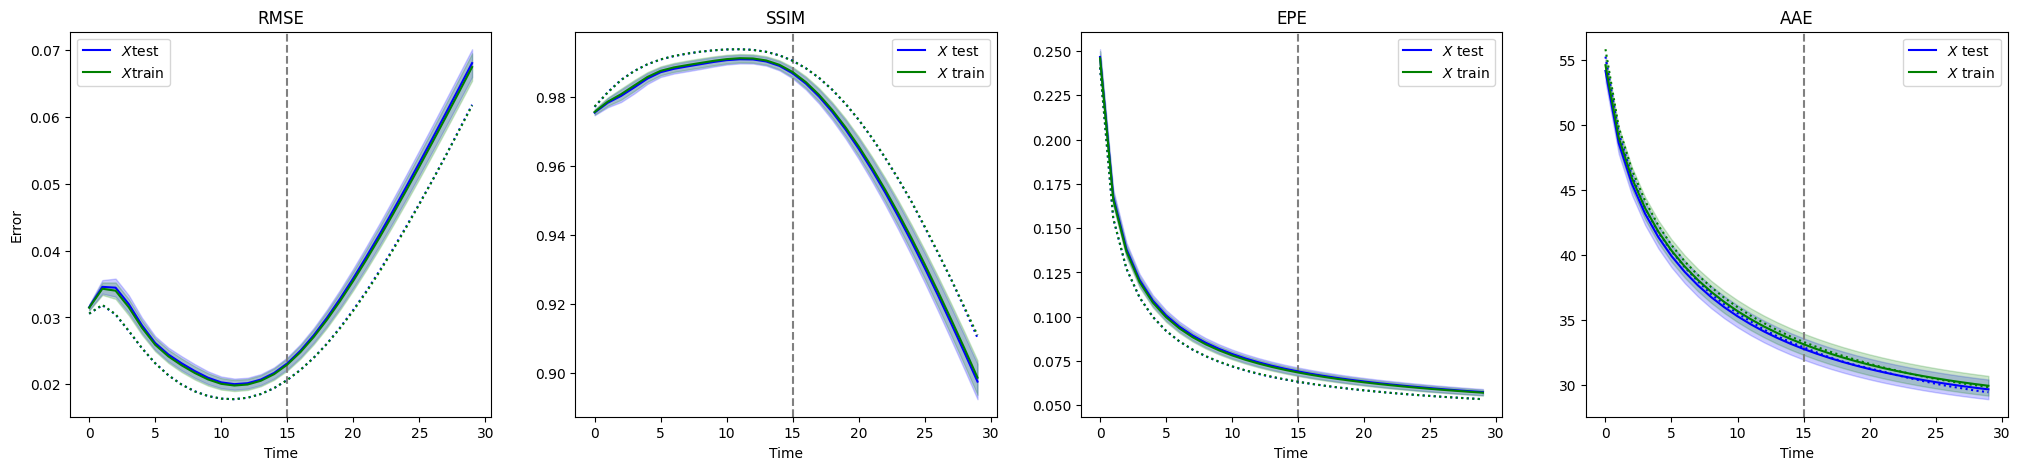 RMSE
0.07
0.06
0.05
0.04
0.03
0.02
Error
0 5 10 15 20 25 30
Time
Xtest
Xtrain
SSIM
0.98
0.96
0.94
0.92
0.90
0 5 10 15 20 25 30
Time
X test
X train
EPE
0.250
0.225
0.200
0.175
0.150
0.125
0.100
0.075
0.050
0 5 10 15 20 25 30
Time
X test
X train
AAE
55
50
45
40
35
30
0 5 10 15 20 25 30
Time
X test
X train